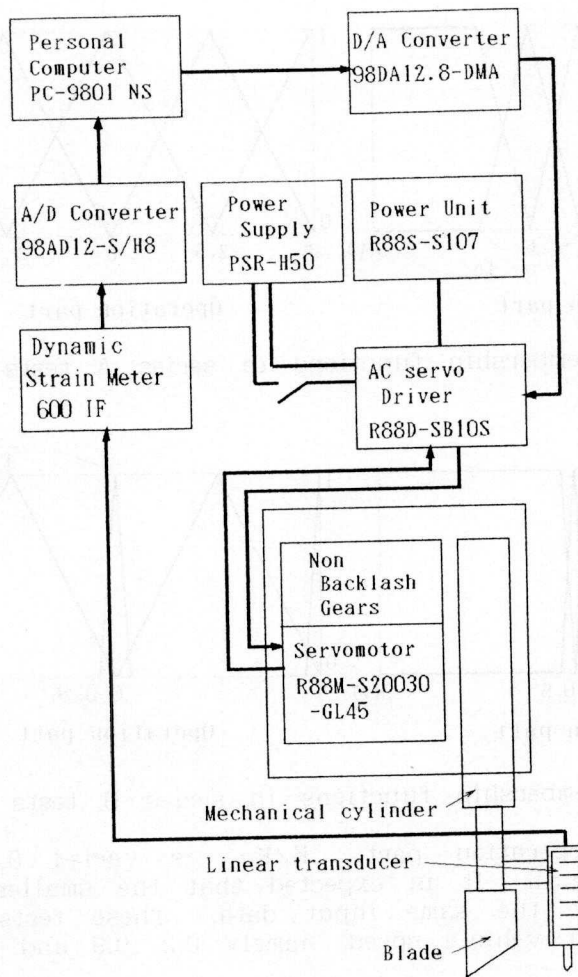 Personal
Computer
PC-9801 NS
D/A Converter
98DA12.8-DMA
A/D Converter
98AD12-S/H8
Power
Supply
PSR-H50
Power Unit
R88S-S107
Dynamic
Strain Meter
600 IF
AC servo
Driver
R88D-SB10S
Non
Backlash
Gears
Servomotor
R88M-S20030
-GL45
Mechanical cylinder
Linear transducer
Blade